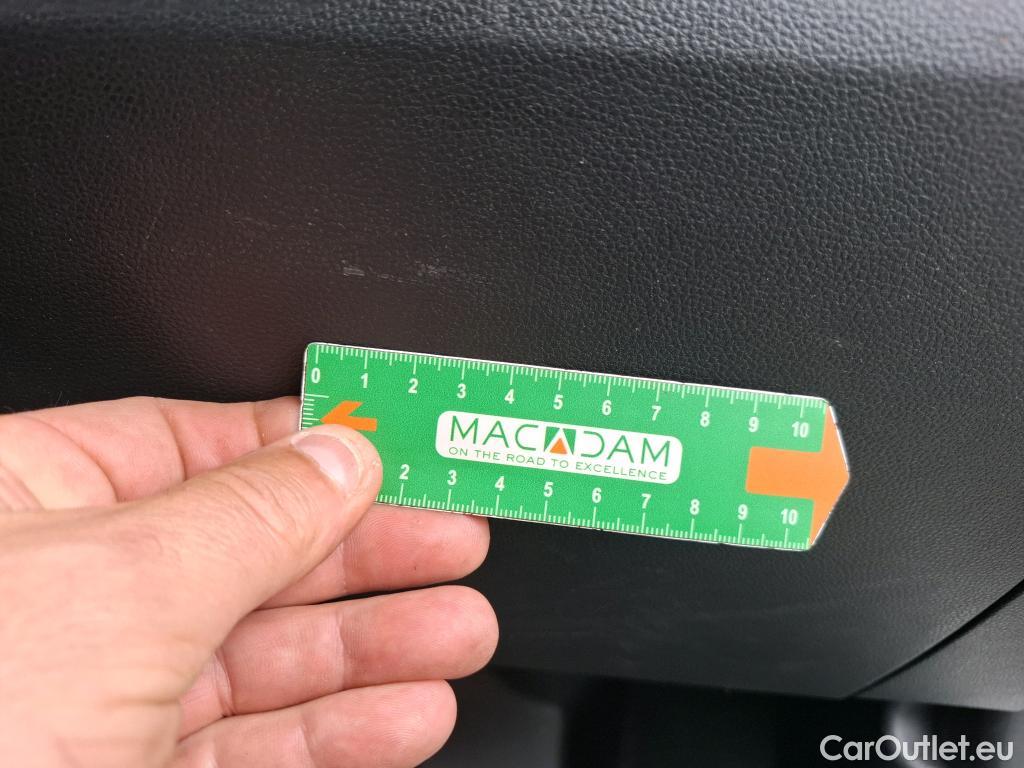 0 1 2 3 4 5 6 7 8 9 10
MACADAM
ON THE ROAD TO EXCELLENCE
2 3 4 5 6 7 8 9 10
CarOutlet.eu